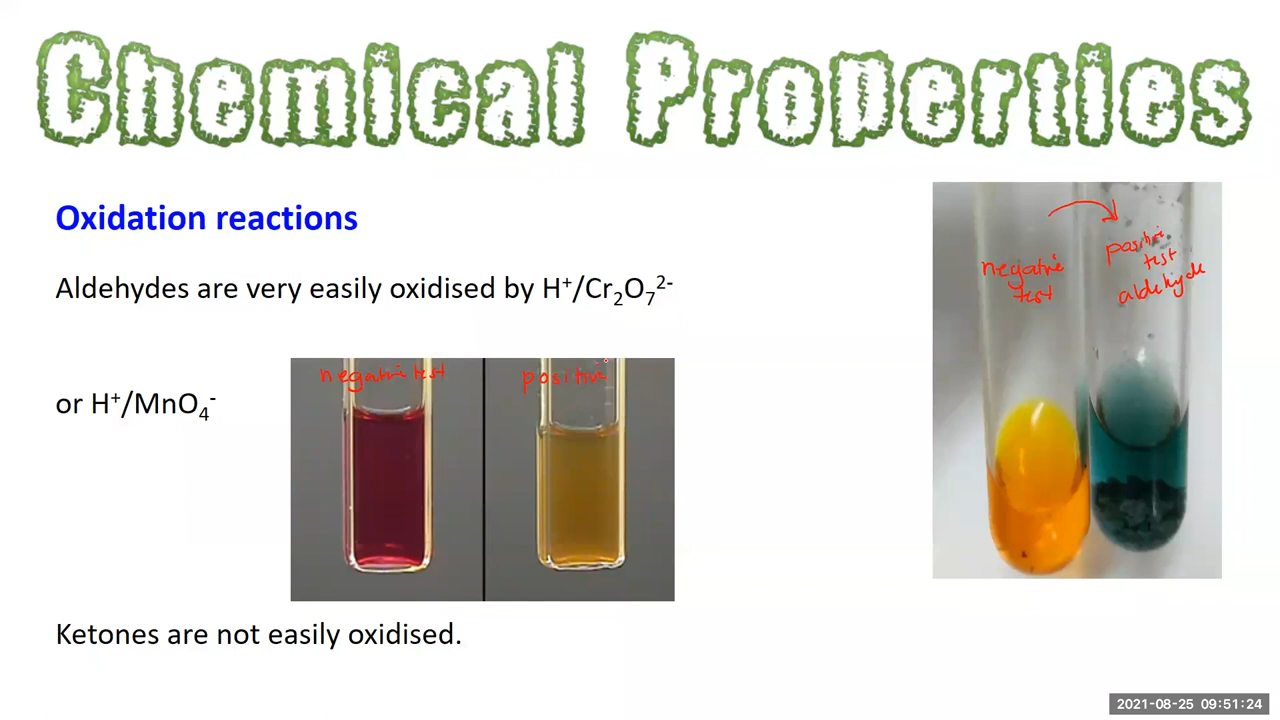 Chemical Properties
Oxidation reactions
Aldehydes are very easily oxidised by H⁺/Cr₂O₇²⁻
negative test
positive
or H⁺/MnO₄⁻
Ketones are not easily oxidised.
negative
test
positive
test
aldehyde
2021-08-25 09:51:24